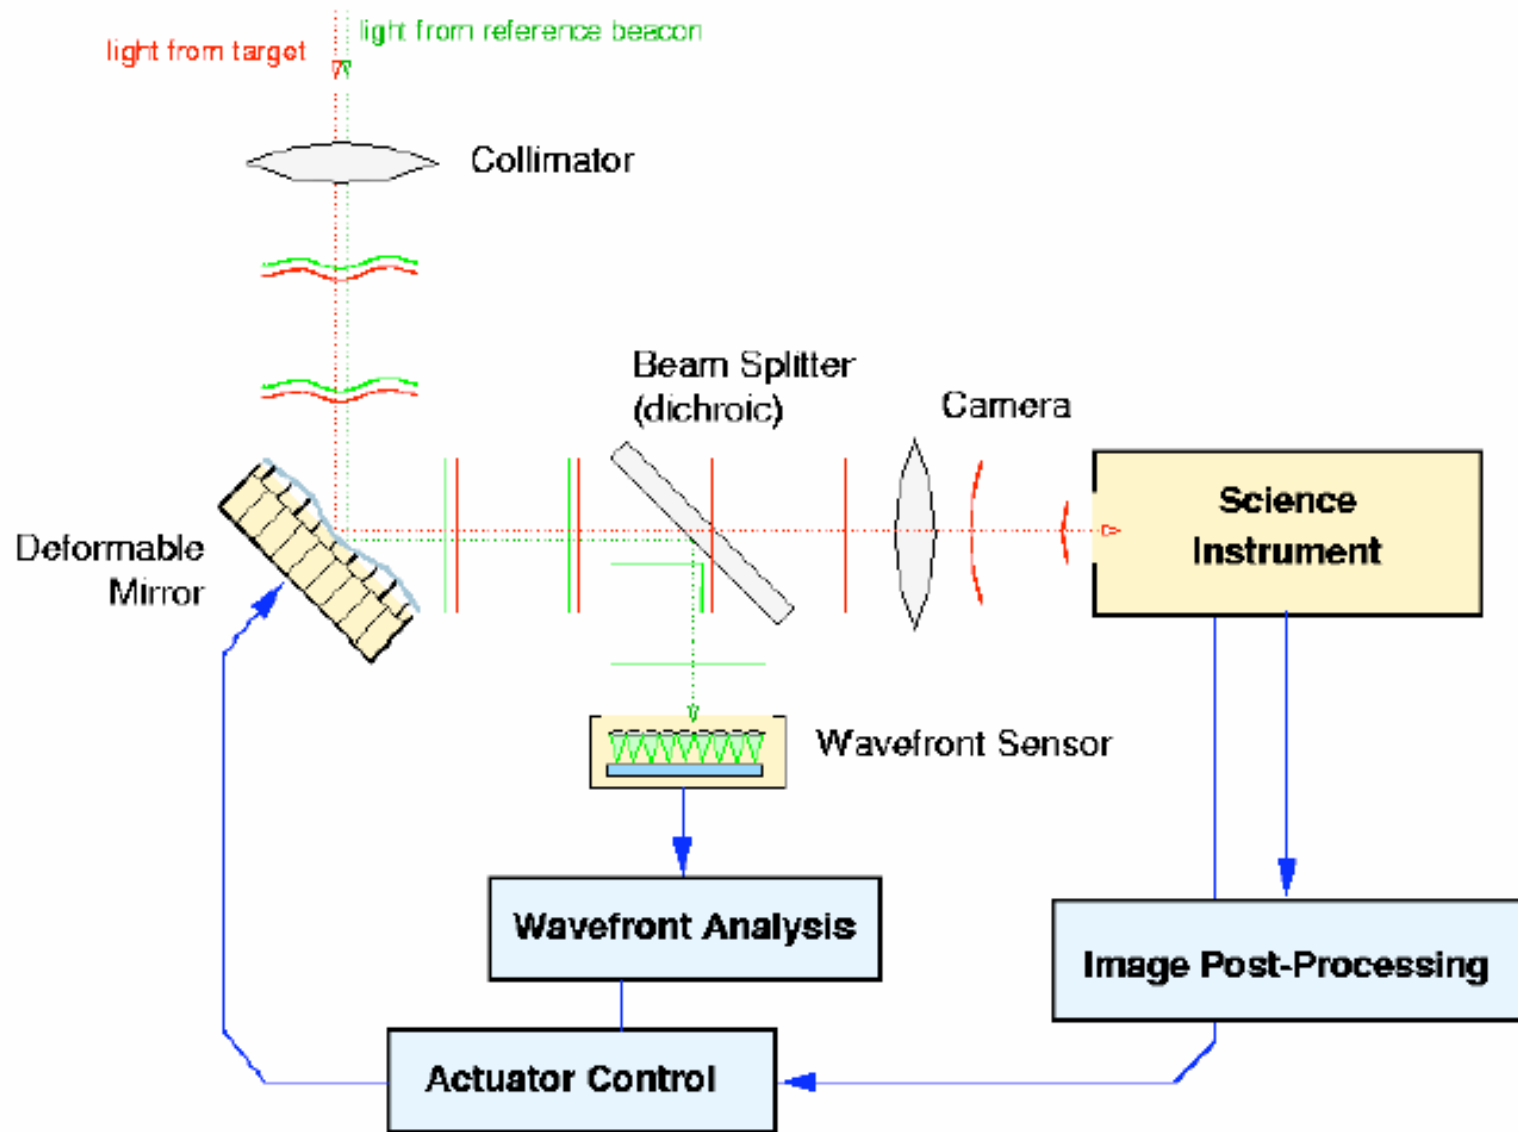 light from reference beacon
light from target
Collimator
Beam Splitter
(dichroic)
Camera
Science
Instrument
Deformable
Mirror
Wavefront Sensor
Wavefront Analysis
Image Post-Processing
Actuator Control